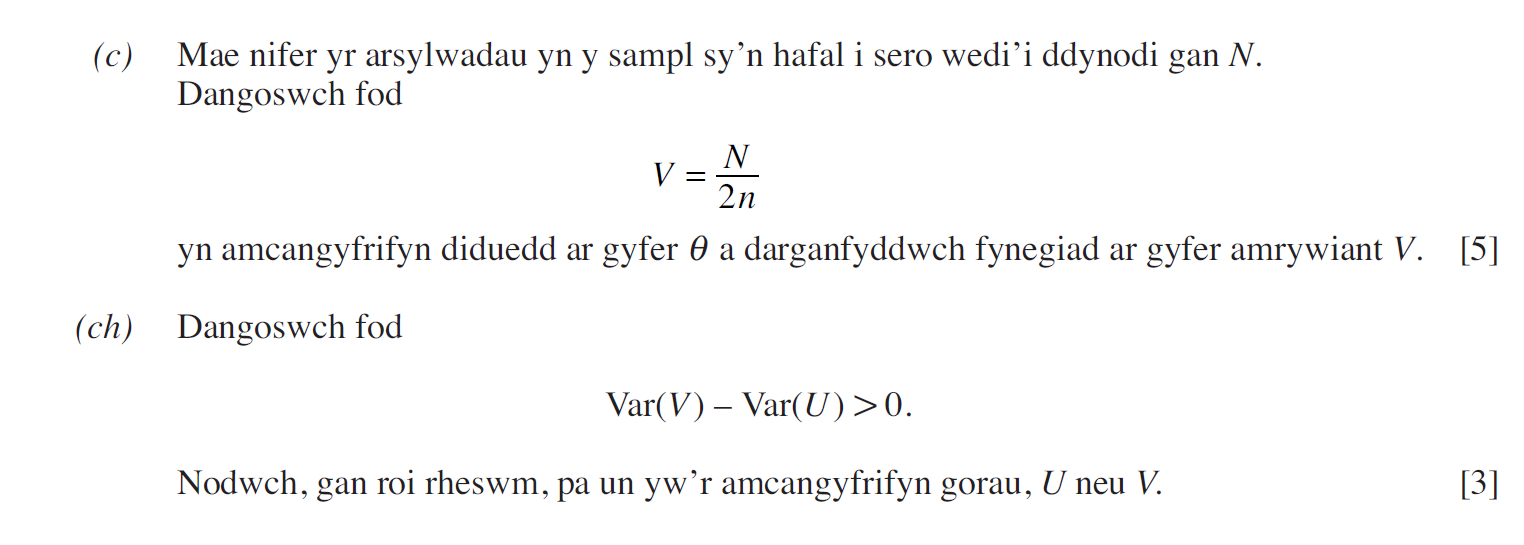 (c) Mae nifer yr arsylwadau yn y sampl sy’n hafal i sero wedi’i ddynodi gan N.
Dangoswch fod
V = N/2n
yn amcangyfrifyn diduedd ar gyfer θ a darganfyddwch fynegiad ar gyfer amrywiant V. [5]
(ch) Dangoswch fod
Var(V) – Var(U) > 0.
Nodwch, gan roi rheswm, pa un yw’r amcangyfrifyn gorau, U neu V. [3]